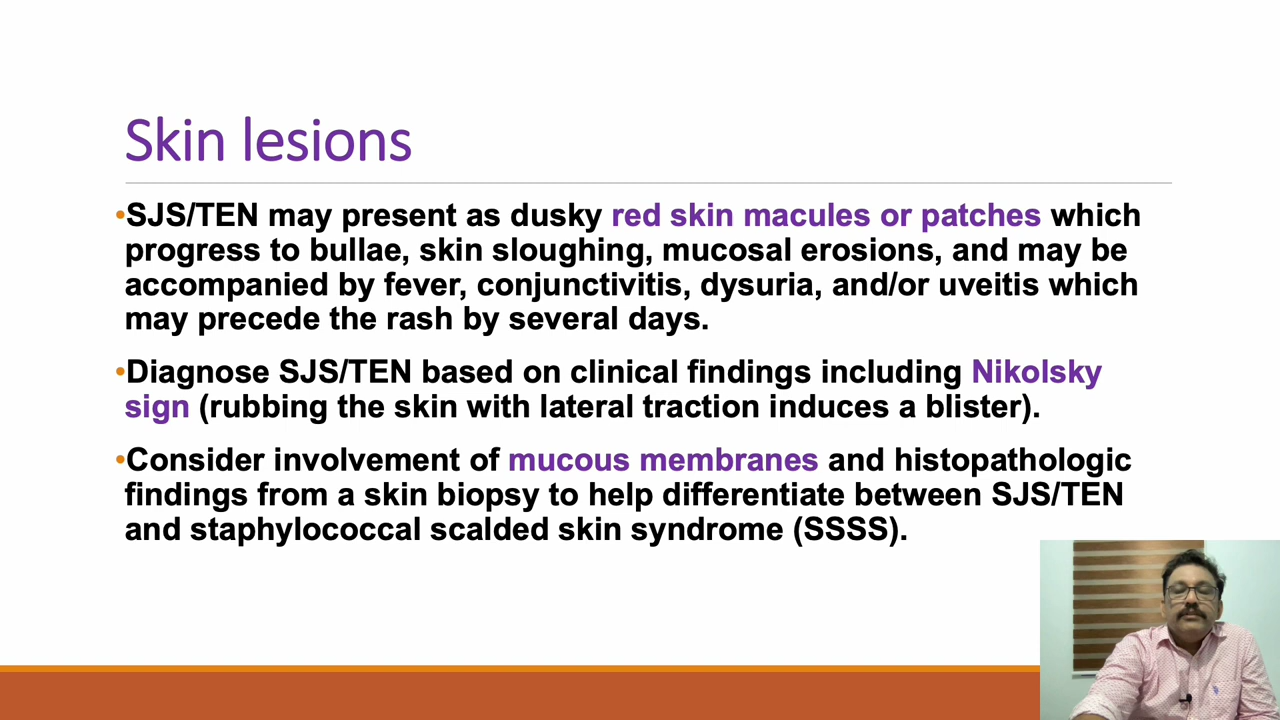 Skin lesions
•SJS/TEN may present as dusky red skin macules or patches which
progress to bullae, skin sloughing, mucosal erosions, and may be
accompanied by fever, conjunctivitis, dysuria, and/or uveitis which
may precede the rash by several days.
•Diagnose SJS/TEN based on clinical findings including Nikolsky
sign (rubbing the skin with lateral traction induces a blister).
•Consider involvement of mucous membranes and histopathologic
findings from a skin biopsy to help differentiate between SJS/TEN
and staphylococcal scalded skin syndrome (SSSS).